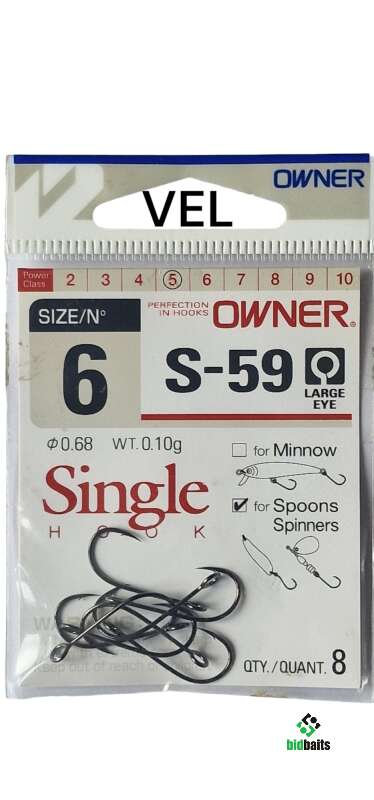 OWNER
VEL
Power Class 2 3 4 5 6 7 8 9 10
SIZE/N°
6
PERFECTION IN HOOKS OWNER®
S-59
LARGE EYE
Φ0.68 WT. 0.10g
for Minnow
Single
HOOK
for Spoons
Spinners
WARNING
keep out of reach of
QTY./QUANT. 8
bidbaits